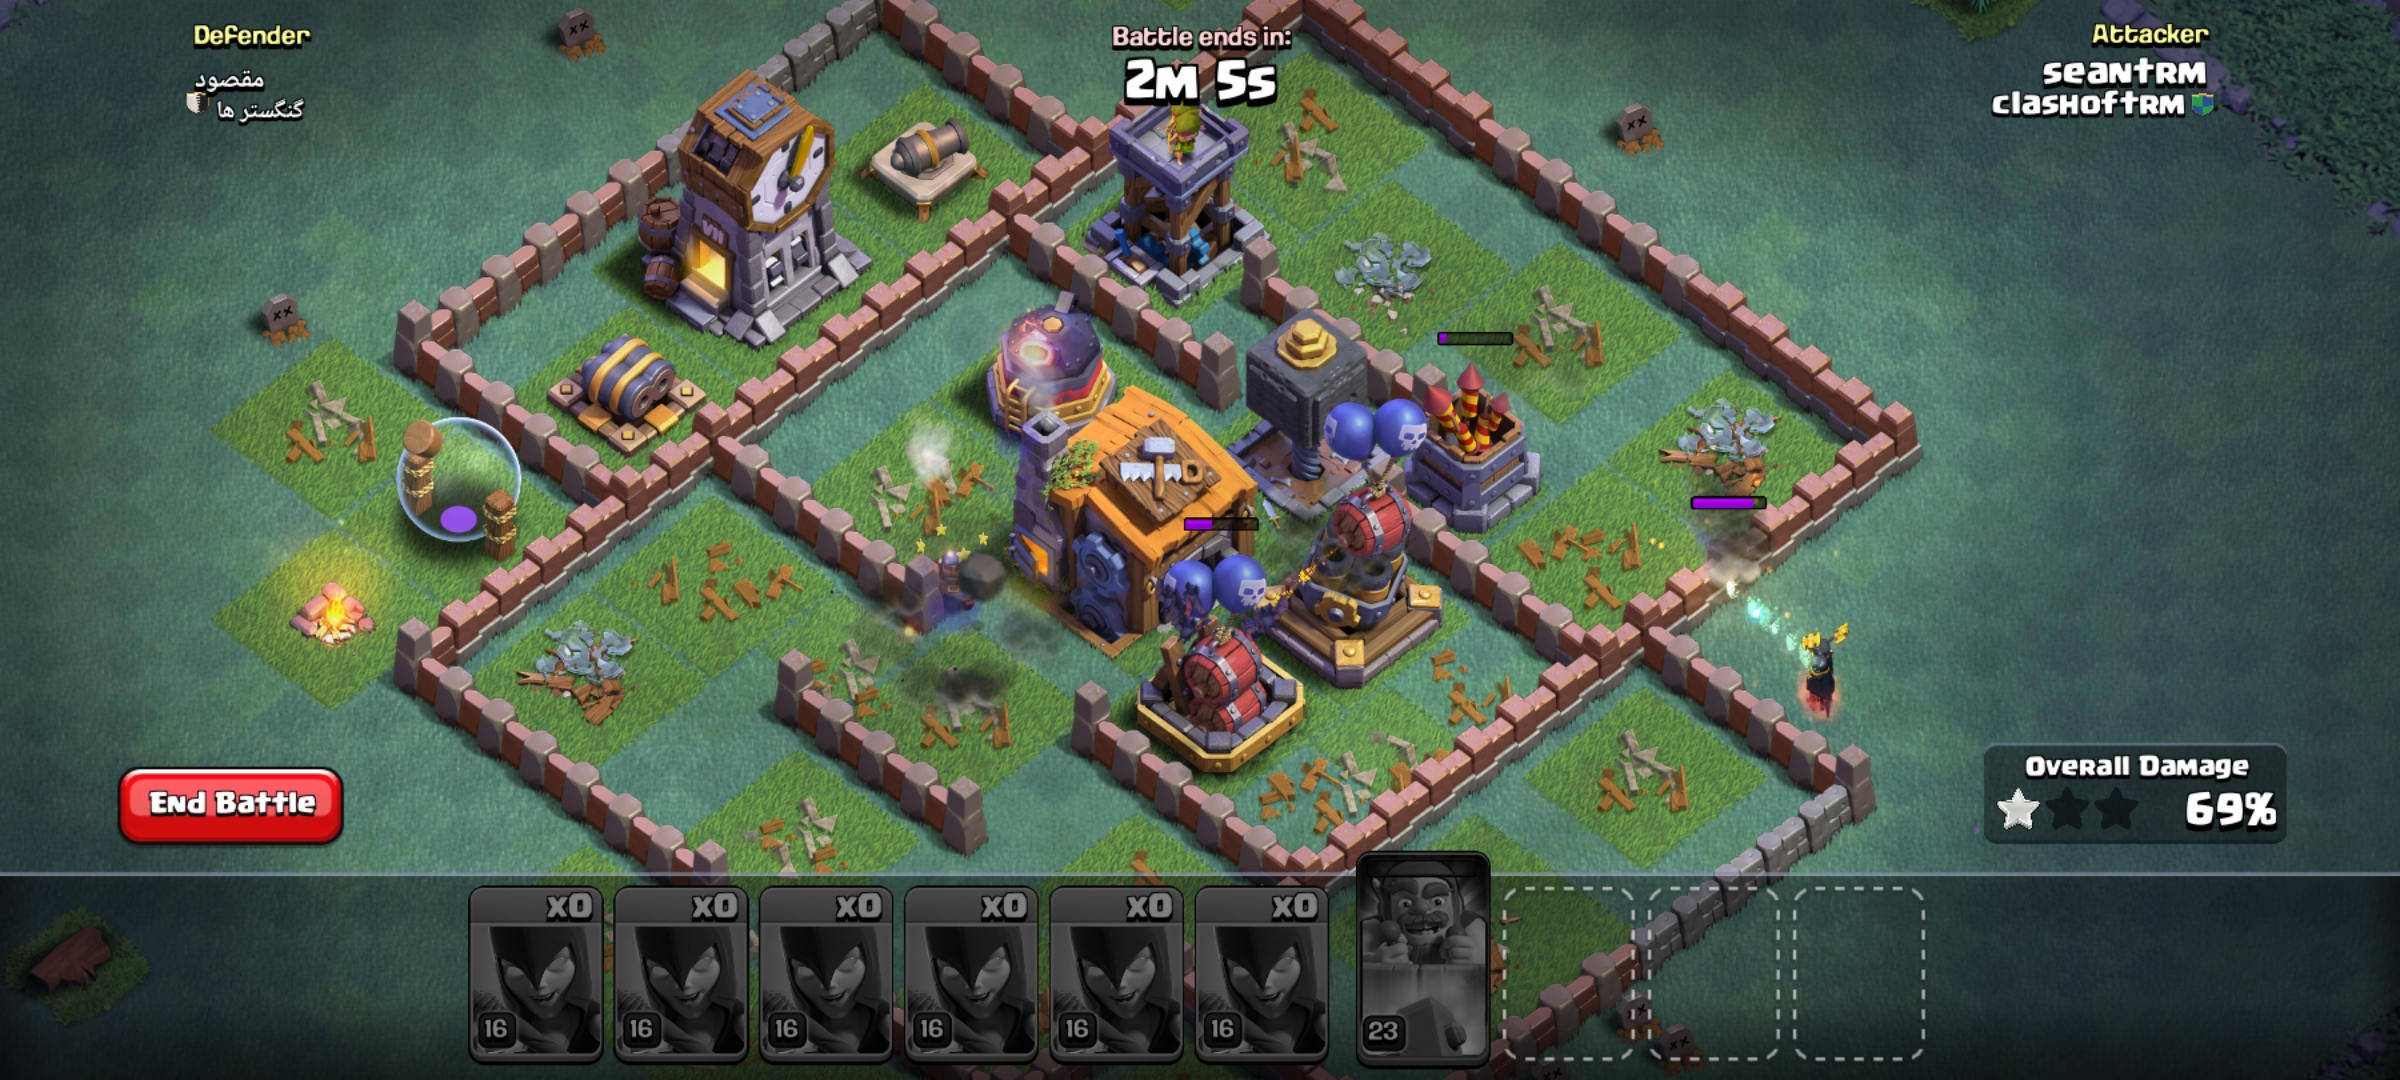 Defender
مقصود
گنگستر ها
Battle ends in:
2M 5s
Attacker
seantrm
clashoftrm
VII
End Battle
Overall Damage
69%
x0
x0
x0
x0
x0
x0
16
16
16
16
16
16
23